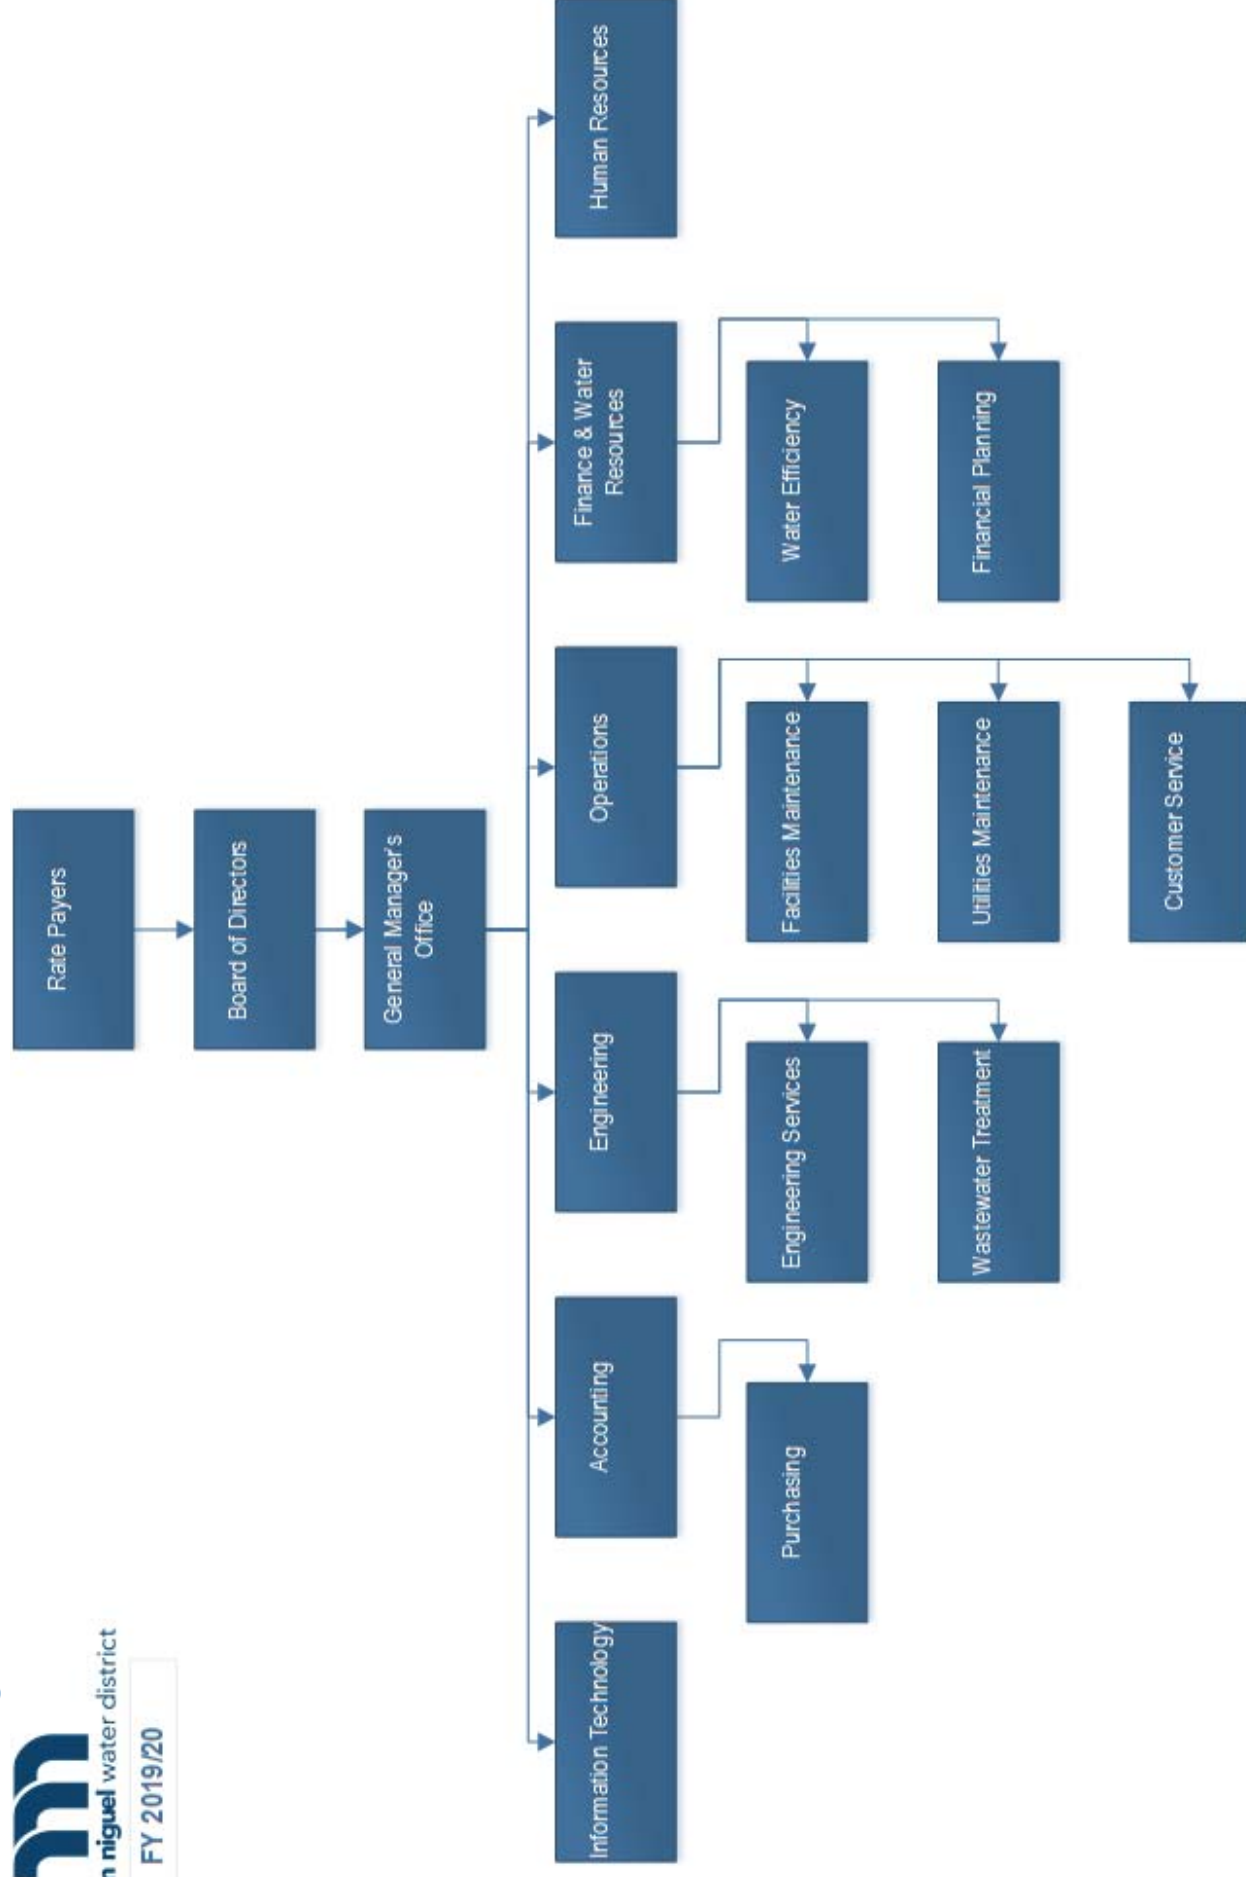 niguel water district
FY 2019/20
Rate Payers
Board of Directors
General Manager's
Office
Information Technology
Accounting
Engineering
Operations
Finance & Water
Resources
Human Resources
Purchasing
Engineering Services
Facilities Maintenance
Water Efficiency
Wastewater Treatment
Utilities Maintenance
Financial Planning
Customer Service